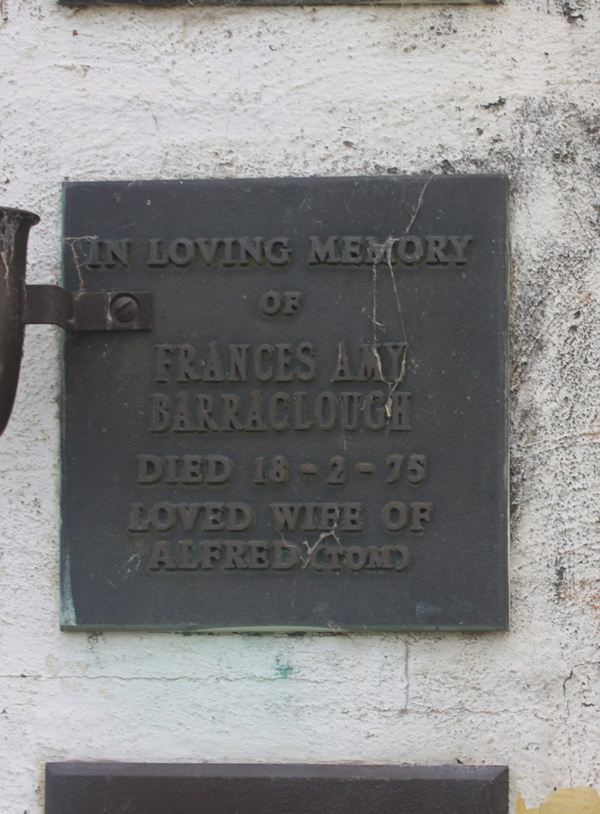 IN LOVING MEMORY
OF
FRANCES AMY
BARRACLOUGH
DIED 18-2-75
LOVED WIFE OF
ALFRED (TOM)